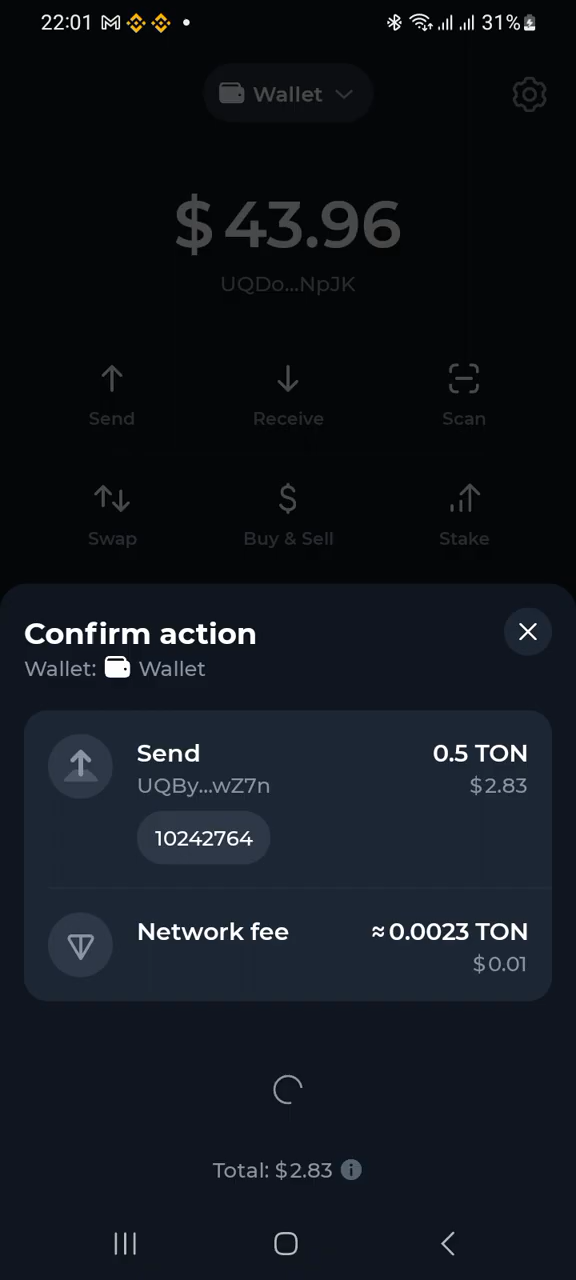 22:01 31%
Wallet
$ 43.96
UQDo...NpJK
Send Receive Scan
Swap Buy & Sell Stake
Confirm action
Wallet: Wallet
Send 0.5 TON
UQBy...wZ7n $2.83
10242764
Network fee ≈ 0.0023 TON
$0.01
Total: $2.83